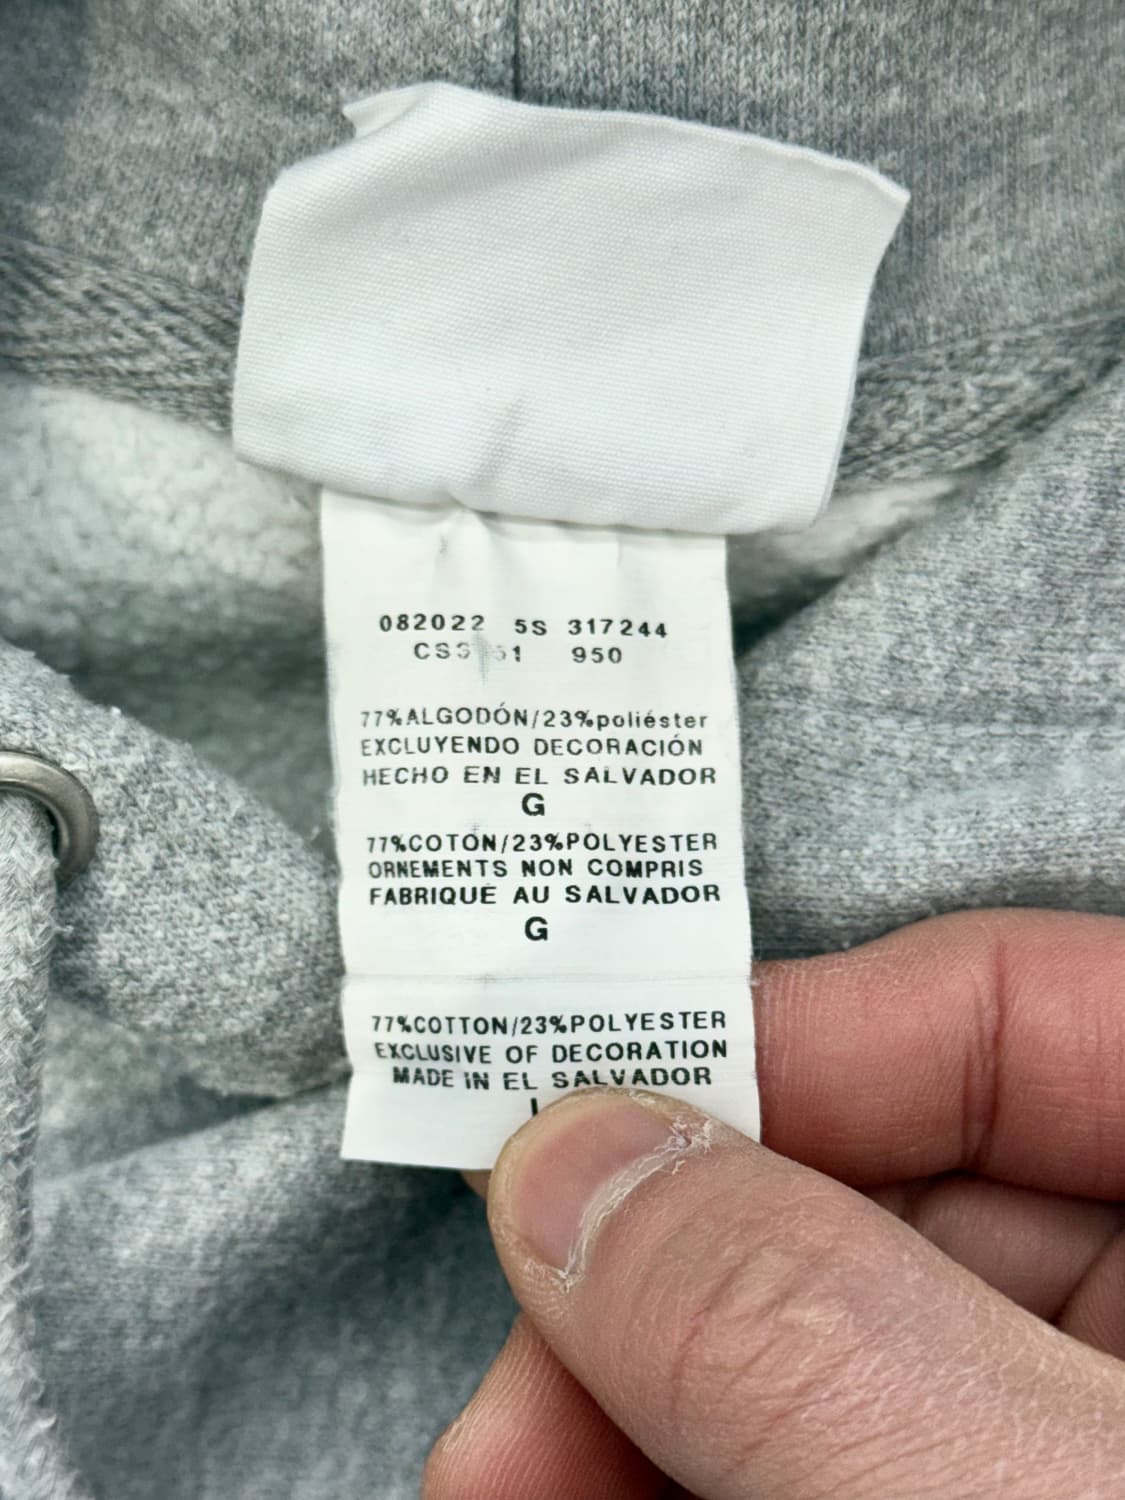 082022 5S 317244
950
77%ALGODÓN/23%poliéster
EXCLUYENDO DECORACIÓN
HECHO EN EL SALVADOR
G
77%COTON/23%POLYESTER
ORNEMENTS NON COMPRIS
FABRIQUÉ AU SALVADOR
G
77%COTTON/23%POLYESTER
EXCLUSIVE OF DECORATION
MADE IN EL SALVADOR